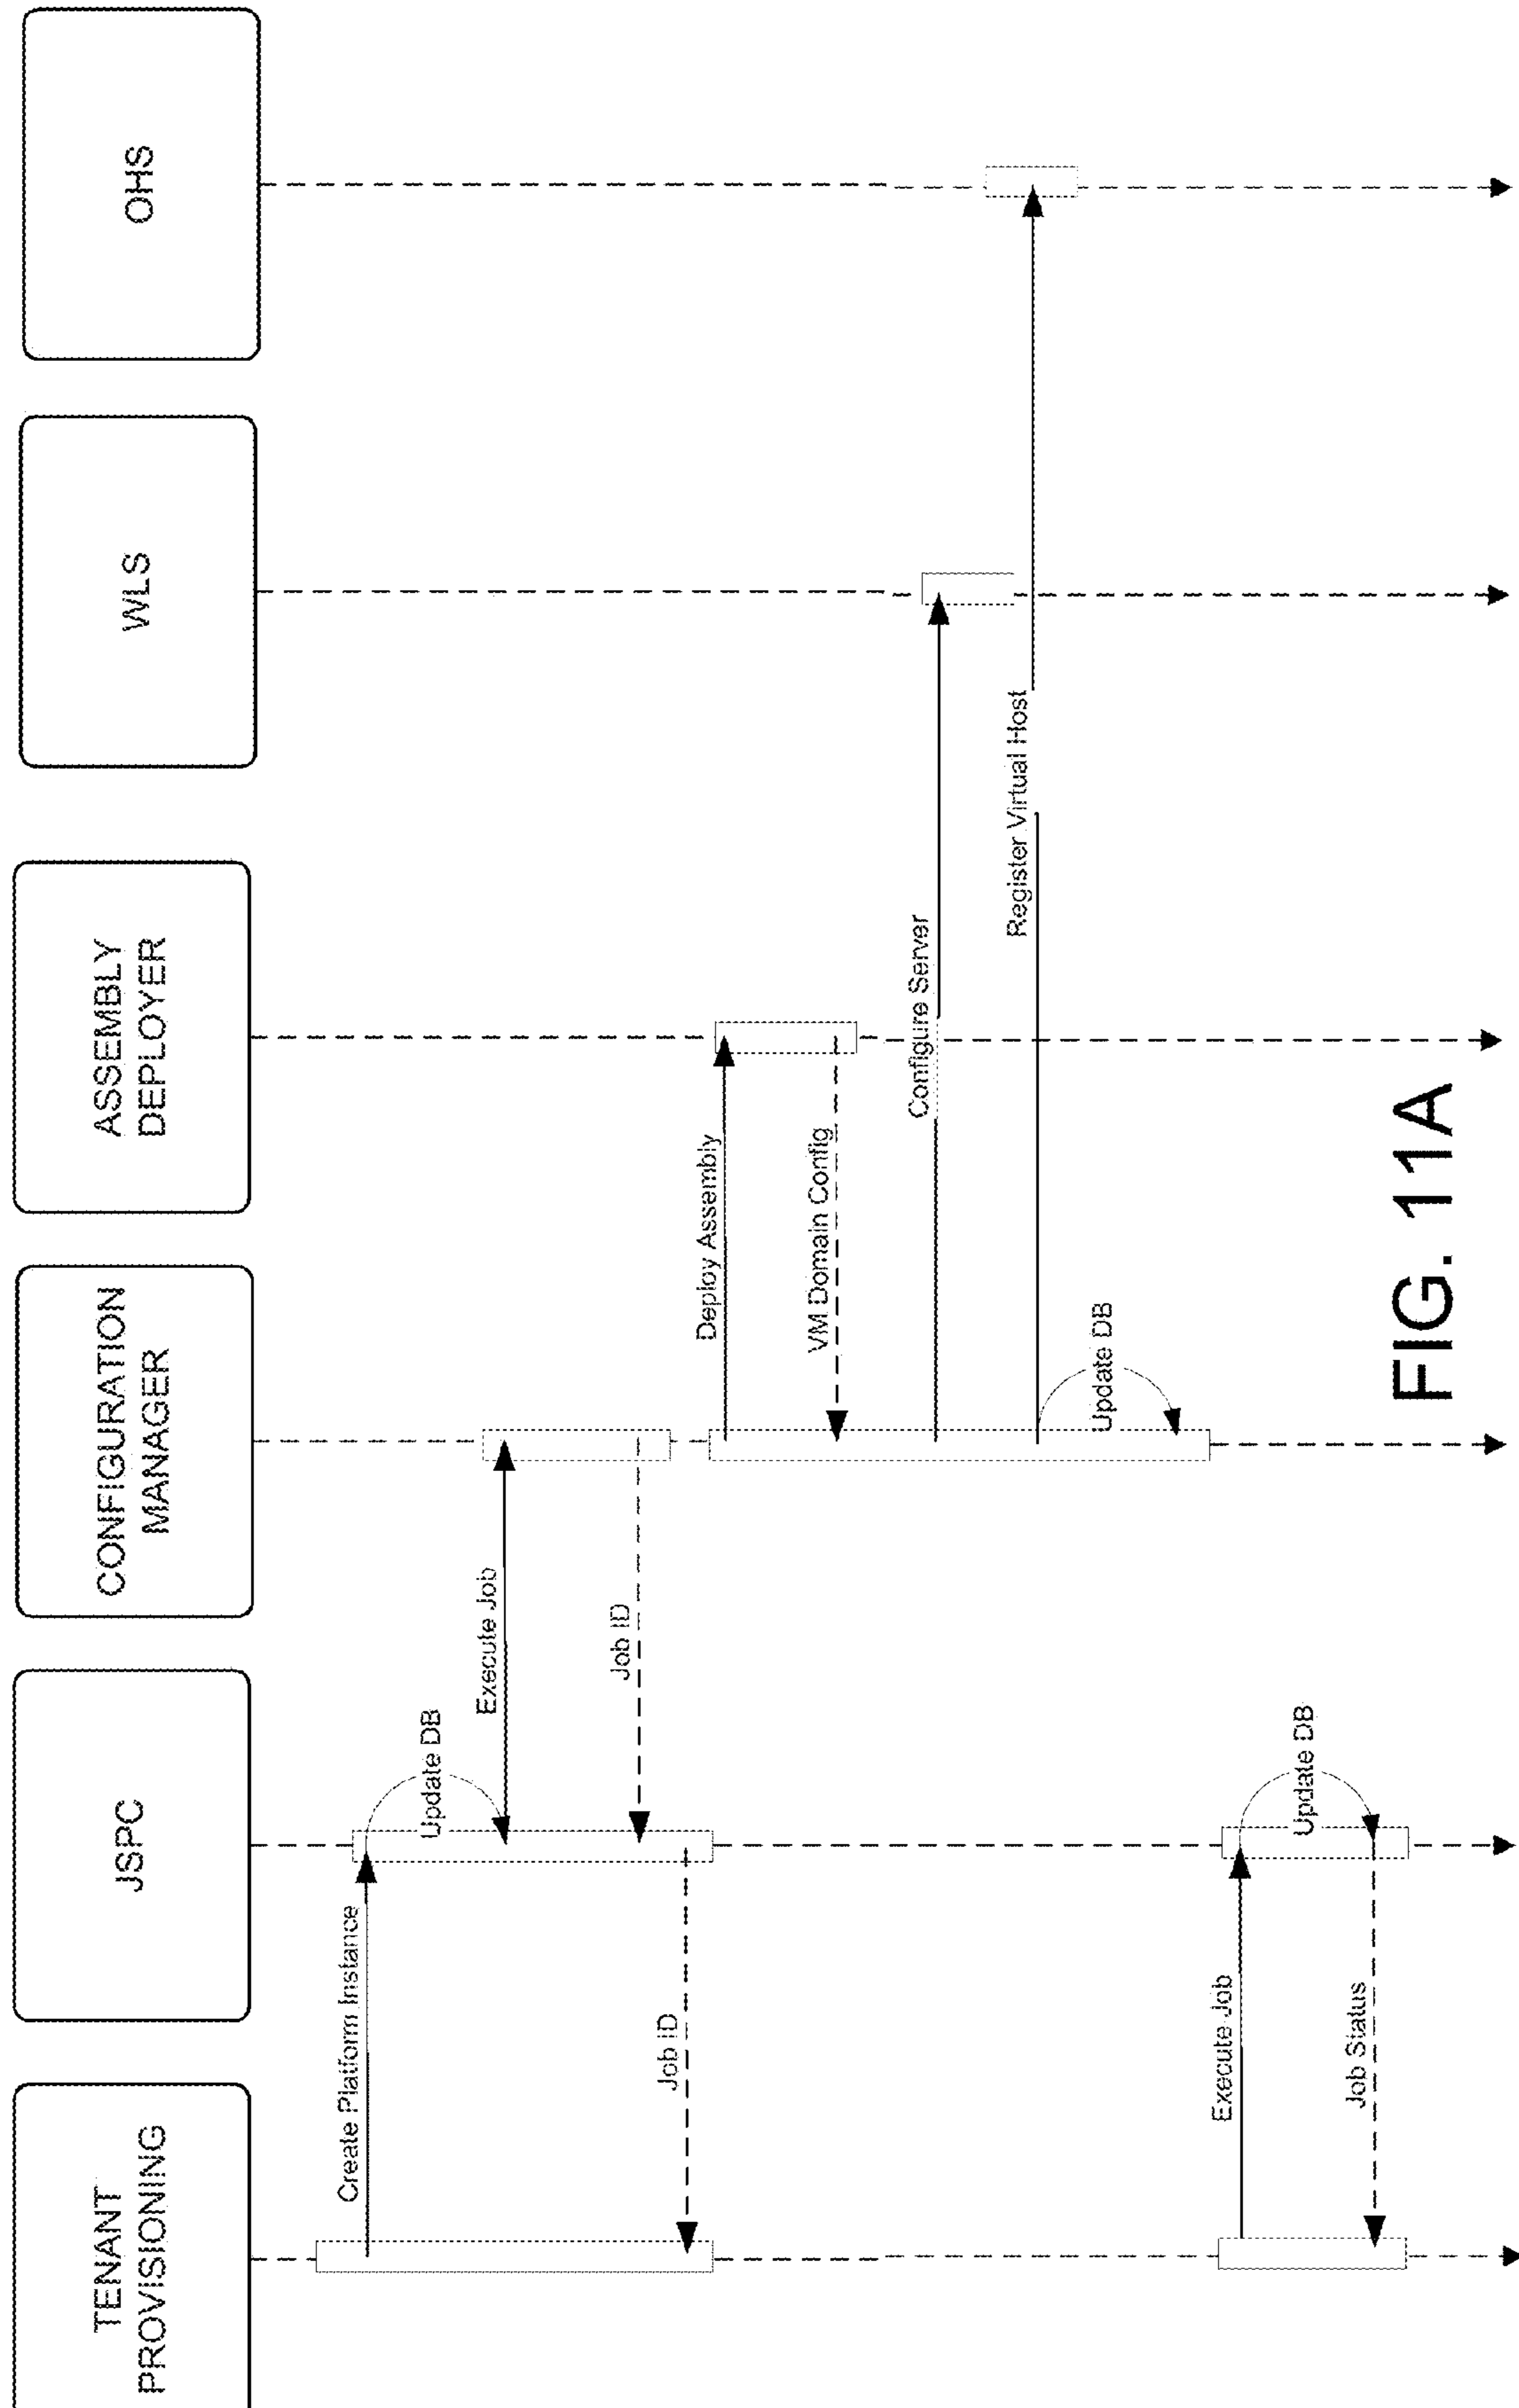 TENANT
PROVISIONING
JSPC
CONFIGURATION
MANAGER
ASSEMBLY
DEPLOYER
WLS
OHS
Create Platform Instance
Update DB
Execute Job
Job ID
Job ID
Deploy Assembly
VM Domain Config
Configure Server
Register Virtual Host
Update DB
Execute Job
Update DB
Job Status
FIG. 11A